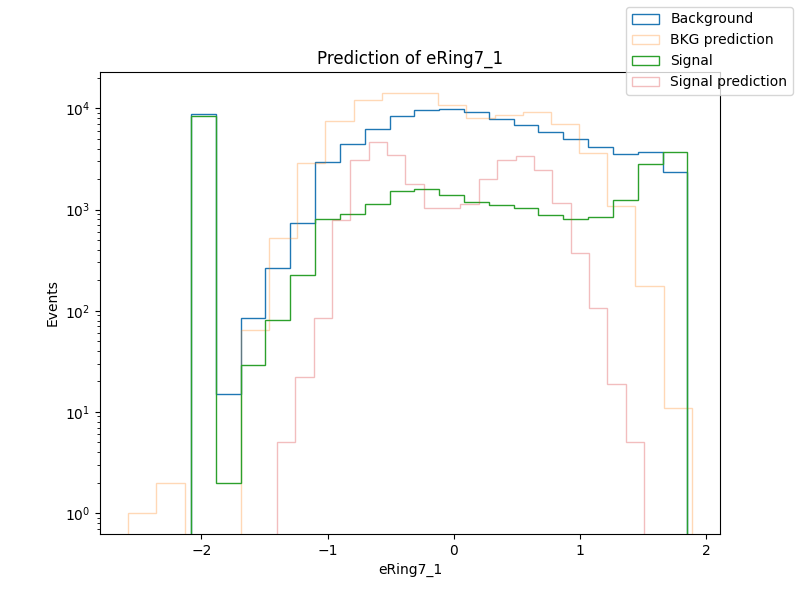 Prediction of eRing7_1
Background
BKG prediction
Signal
Signal prediction
Events
10⁴
10³
10²
10¹
10⁰
−2
−1
0
1
2
eRing7_1